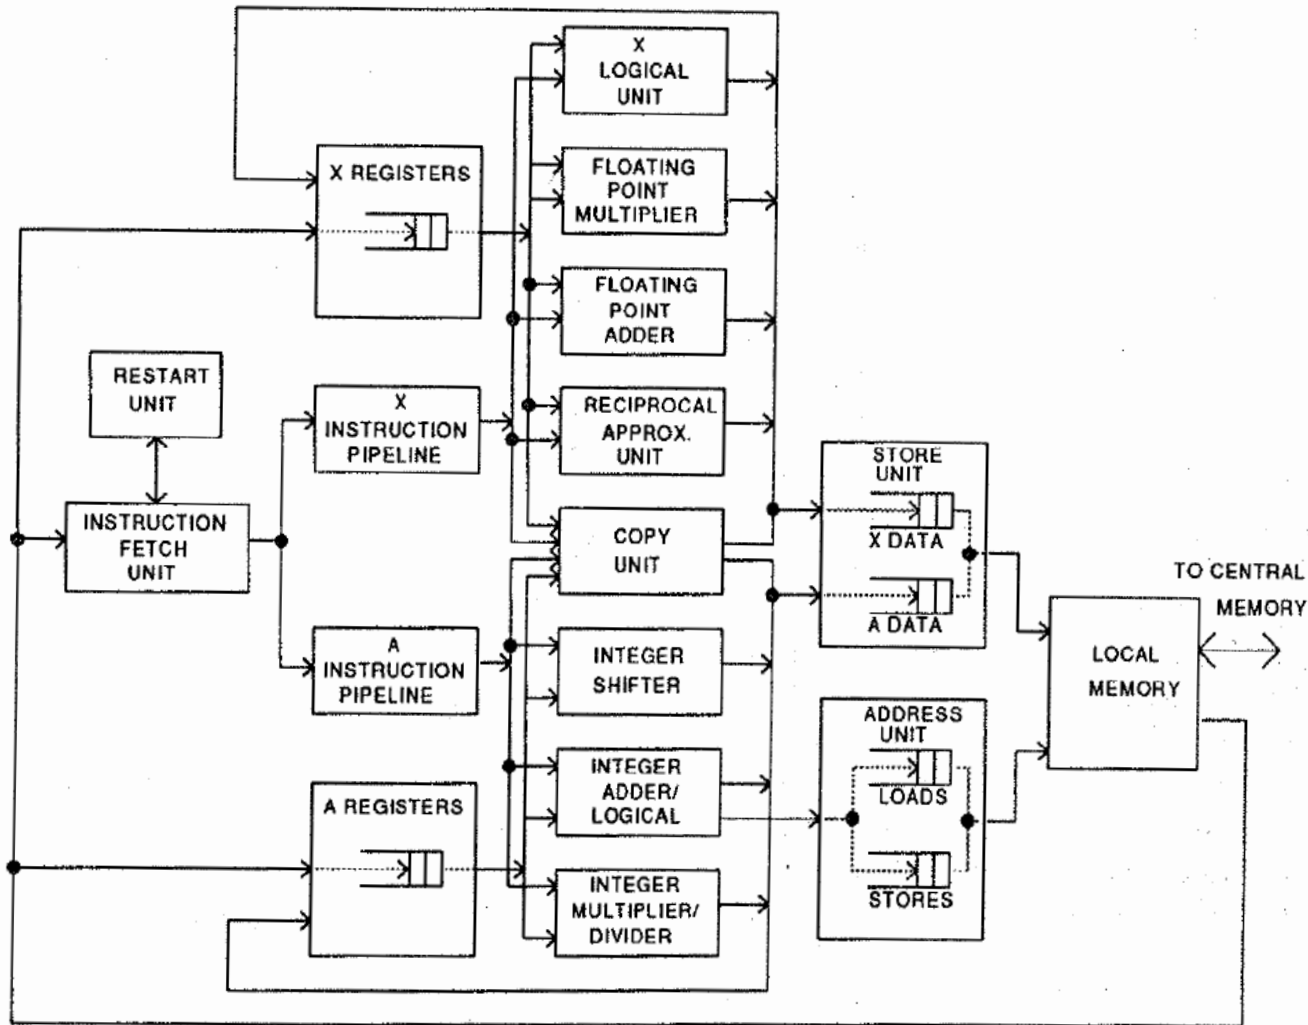 X
LOGICAL
UNIT
X REGISTERS
FLOATING
POINT
MULTIPLIER
FLOATING
POINT
ADDER
RESTART
UNIT
X
INSTRUCTION
PIPELINE
RECIPROCAL
APPROX.
UNIT
STORE
UNIT
X DATA
A DATA
INSTRUCTION
FETCH
UNIT
COPY
UNIT
TO CENTRAL
MEMORY
A
INSTRUCTION
PIPELINE
INTEGER
SHIFTER
LOCAL
MEMORY
ADDRESS
UNIT
LOADS
STORES
A REGISTERS
INTEGER
ADDER/
LOGICAL
INTEGER
MULTIPLIER/
DIVIDER